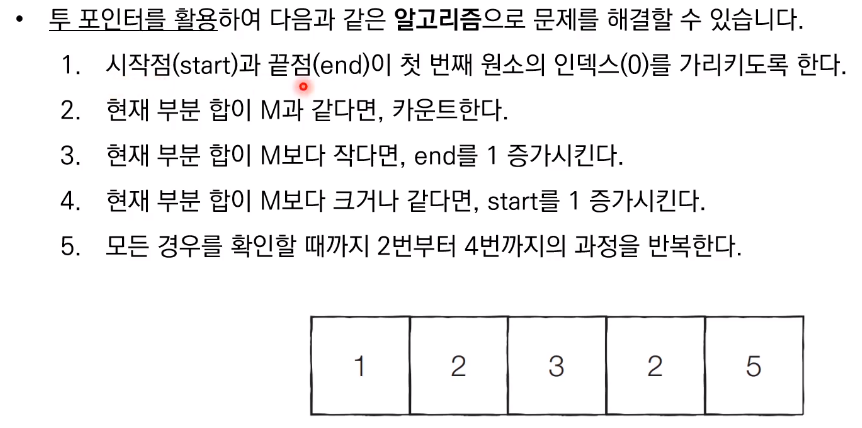 • 투 포인터를 활용하여 다음과 같은 알고리즘으로 문제를 해결할 수 있습니다.
1. 시작점(start)과 끝점(end)이 첫 번째 원소의 인덱스(0)를 가리키도록 한다.
2. 현재 부분 합이 M과 같다면, 카운트한다.
3. 현재 부분 합이 M보다 작다면, end를 1 증가시킨다.
4. 현재 부분 합이 M보다 크거나 같다면, start를 1 증가시킨다.
5. 모든 경우를 확인할 때까지 2번부터 4번까지의 과정을 반복한다.
1 2 3 2 5